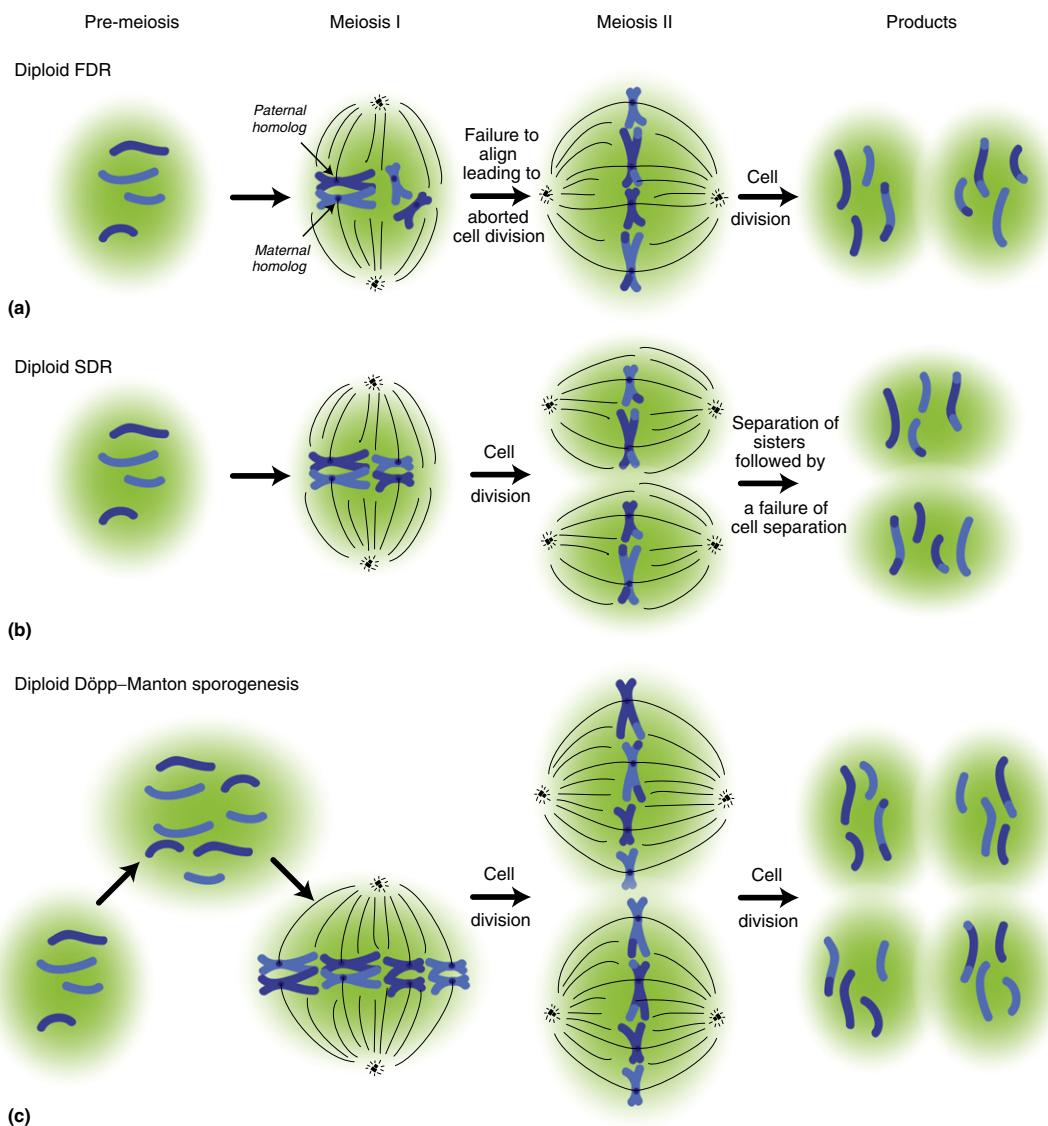 Pre-meiosis
Meiosis I
Meiosis II
Products
Diploid FDR
Paternal
homolog
Maternal
homolog
Failure to
align
leading to
aborted
cell division
Cell
division
(a)
Diploid SDR
Cell
division
Separation of
sisters
followed by
a failure of
cell separation
(b)
Diploid Döpp–Manton sporogenesis
Cell
division
Cell
division
(c)